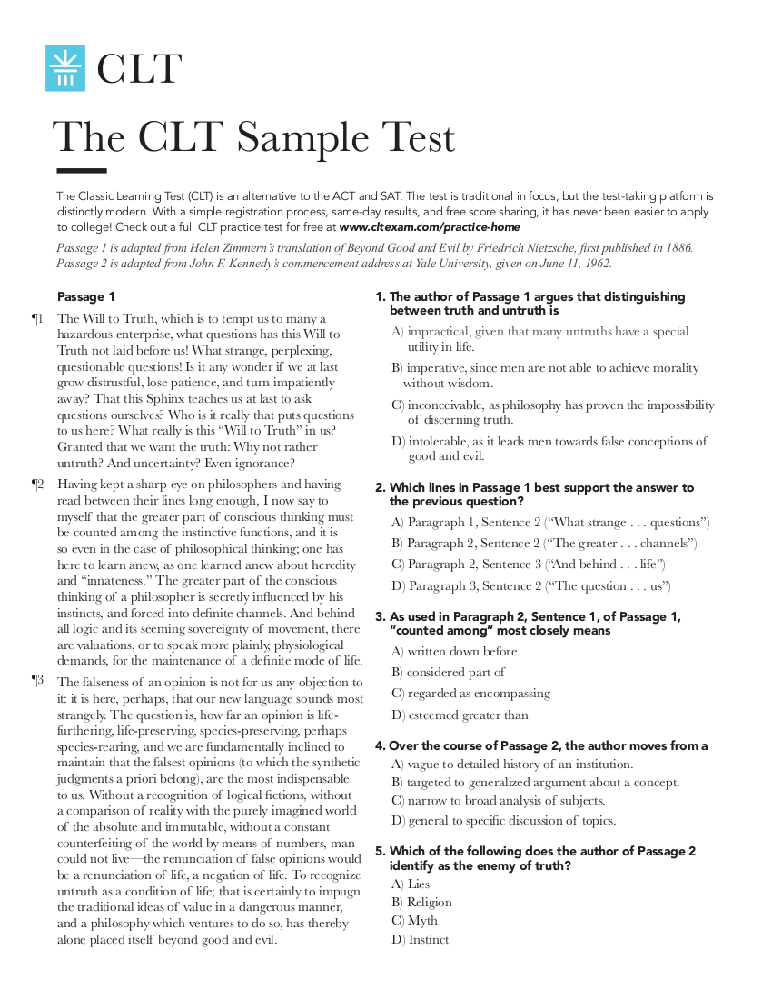 CLT
The CLT Sample Test
The Classic Learning Test (CLT) is an alternative to the ACT and SAT. The test is traditional in focus, but the test-taking platform is
distinctly modern. With a simple registration process, same-day results, and free score sharing, it has never been easier to apply
to college! Check out a full CLT practice test for free at www.cltexam.com/practice-home
Passage 1 is adapted from Helen Zimmern's translation of Beyond Good and Evil by Friedrich Nietzsche, first published in 1886.
Passage 2 is adapted from John F. Kennedy's commencement address at Yale University, given on June 11, 1962.
Passage 1
¶1 The Will to Truth, which is to tempt us to many a
hazardous enterprise, what questions has this Will to
Truth not laid before us! What strange, perplexing,
questionable questions! Is it any wonder if we at last
grow distrustful, lose patience, and turn impatiently
away? That this Sphinx teaches us at last to ask
questions ourselves? Who is it really that puts questions
to us here? What really is this “Will to Truth” in us?
Granted that we want the truth: Why not rather
untruth? And uncertainty? Even ignorance?
¶2 Having kept a sharp eye on philosophers and having
read between their lines long enough, I now say to
myself that the greater part of conscious thinking must
be counted among the instinctive functions, and it is
so even in the case of philosophical thinking; one has
here to learn anew, as one learned anew about heredity
and “innateness.” The greater part of the conscious
thinking of a philosopher is secretly influenced by his
instincts, and forced into definite channels. And behind
all logic and its seeming sovereignty of movement, there
are valuations, or to speak more plainly, physiological
demands, for the maintenance of a definite mode of life.
¶3 The falseness of an opinion is not for us any objection to
it: it is here, perhaps, that our new language sounds most
strangely. The question is, how far an opinion is life-
furthering, life-preserving, species-preserving, perhaps
species-rearing, and we are fundamentally inclined to
maintain that the falsest opinions (to which the synthetic
judgments a priori belong), are the most indispensable
to us. Without a recognition of logical fictions, without
a comparison of reality with the purely imagined world
of the absolute and immutable, without a constant
counterfeiting of the world by means of numbers, man
could not live—the renunciation of false opinions would
be a renunciation of life, a negation of life. To recognize
untruth as a condition of life; that is certainly to impugn
the traditional ideas of value in a dangerous manner,
and a philosophy which ventures to do so, has thereby
alone placed itself beyond good and evil.
1. The author of Passage 1 argues that distinguishing
between truth and untruth is
A) impractical, given that many untruths have a special
utility in life.
B) imperative, since men are not able to achieve morality
without wisdom.
C) inconceivable, as philosophy has proven the impossibility
of discerning truth.
D) intolerable, as it leads men towards false conceptions of
good and evil.
2. Which lines in Passage 1 best support the answer to
the previous question?
A) Paragraph 1, Sentence 2 (“What strange . . . questions”)
B) Paragraph 2, Sentence 2 (“The greater . . . channels”)
C) Paragraph 2, Sentence 3 (“And behind . . . life”)
D) Paragraph 3, Sentence 2 (“The question . . . us”)
3. As used in Paragraph 2, Sentence 1, of Passage 1,
“counted among” most closely means
A) written down before
B) considered part of
C) regarded as encompassing
D) esteemed greater than
4. Over the course of Passage 2, the author moves from a
A) vague to detailed history of an institution.
B) targeted to generalized argument about a concept.
C) narrow to broad analysis of subjects.
D) general to specific discussion of topics.
5. Which of the following does the author of Passage 2
identify as the enemy of truth?
A) Lies
B) Religion
C) Myth
D) Instinct